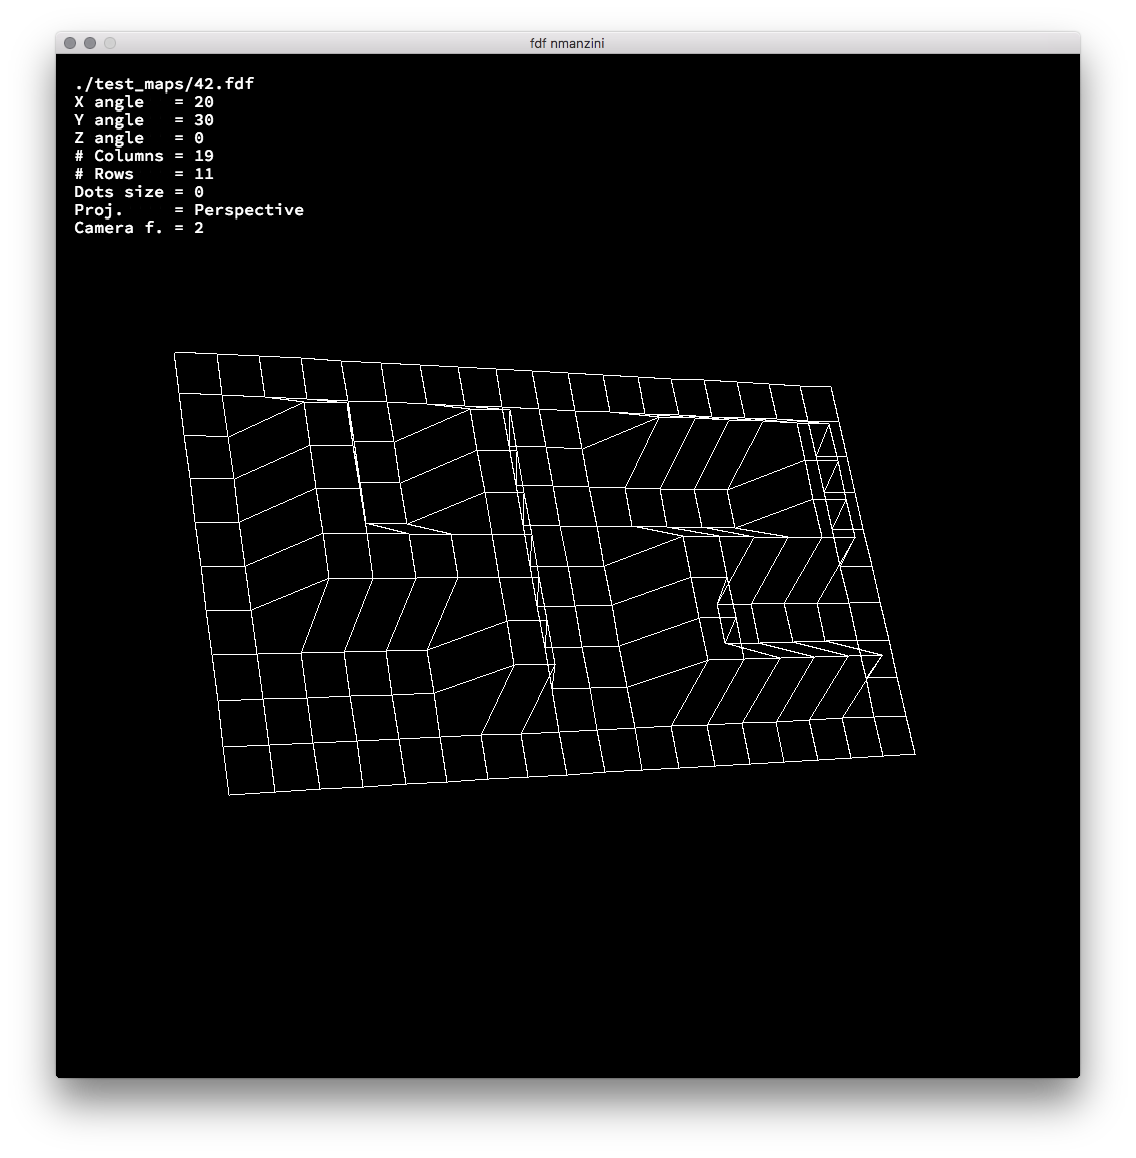 fdf nmanzini
./test_maps/42.fdf
X angle   = 20
Y angle   = 30
Z angle   = 0
# Columns = 19
# Rows    = 11
Dots size = 0
Proj.     = Perspective
Camera f. = 2